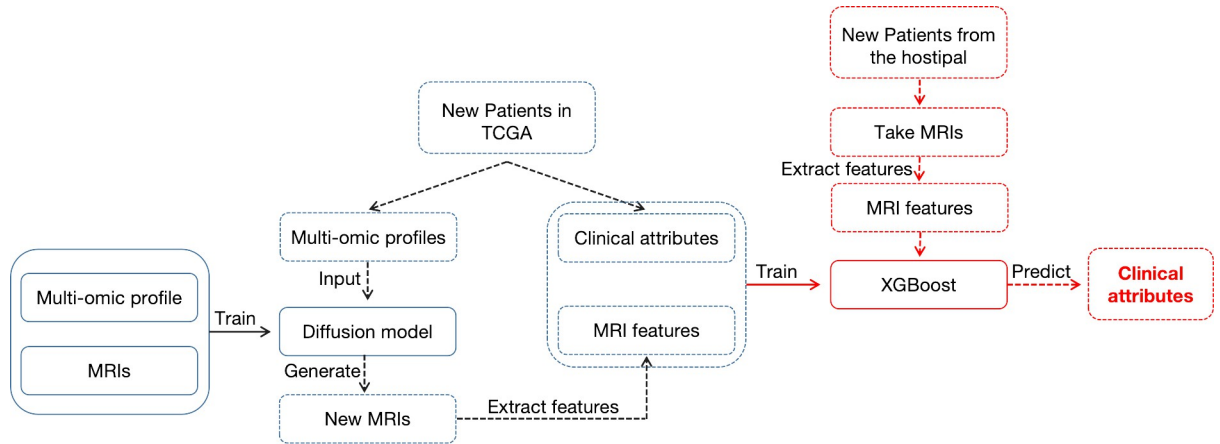 Multi-omic profile
MRIs
Train
New Patients in
TCGA
Multi-omic profiles
Input
Diffusion model
Generate
New MRIs
Extract features
Clinical attributes
MRI features
Train
New Patients from
the hostipal
Take MRIs
Extract features
MRI features
XGBoost
Predict
Clinical
attributes